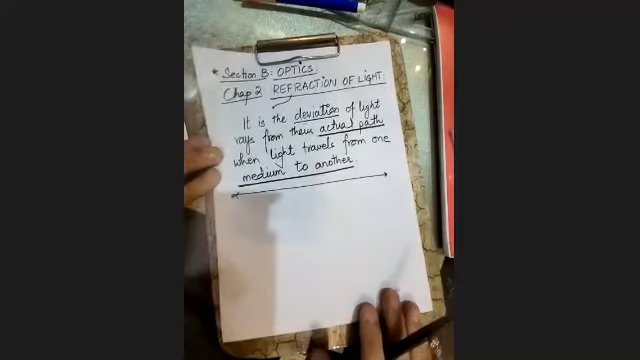 * Section B: OPTICS.
Chap 2 REFRACTION OF LIGHT:
It is the deviation of light
rays from their actual path
when light travels from one
medium to another.